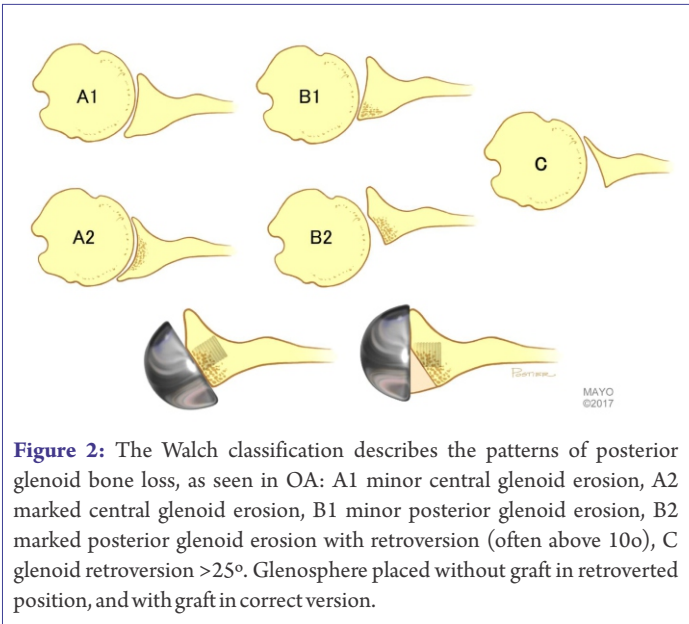 A1
B1
C
A2
B2
MAYO
©2017
Figure 2: The Walch classification describes the patterns of posterior
glenoid bone loss, as seen in OA: A1 minor central glenoid erosion, A2
marked central glenoid erosion, B1 minor posterior glenoid erosion, B2
marked posterior glenoid erosion with retroversion (often above 10o), C
glenoid retroversion >25º. Glenosphere placed without graft in retroverted
position, and with graft in correct version.